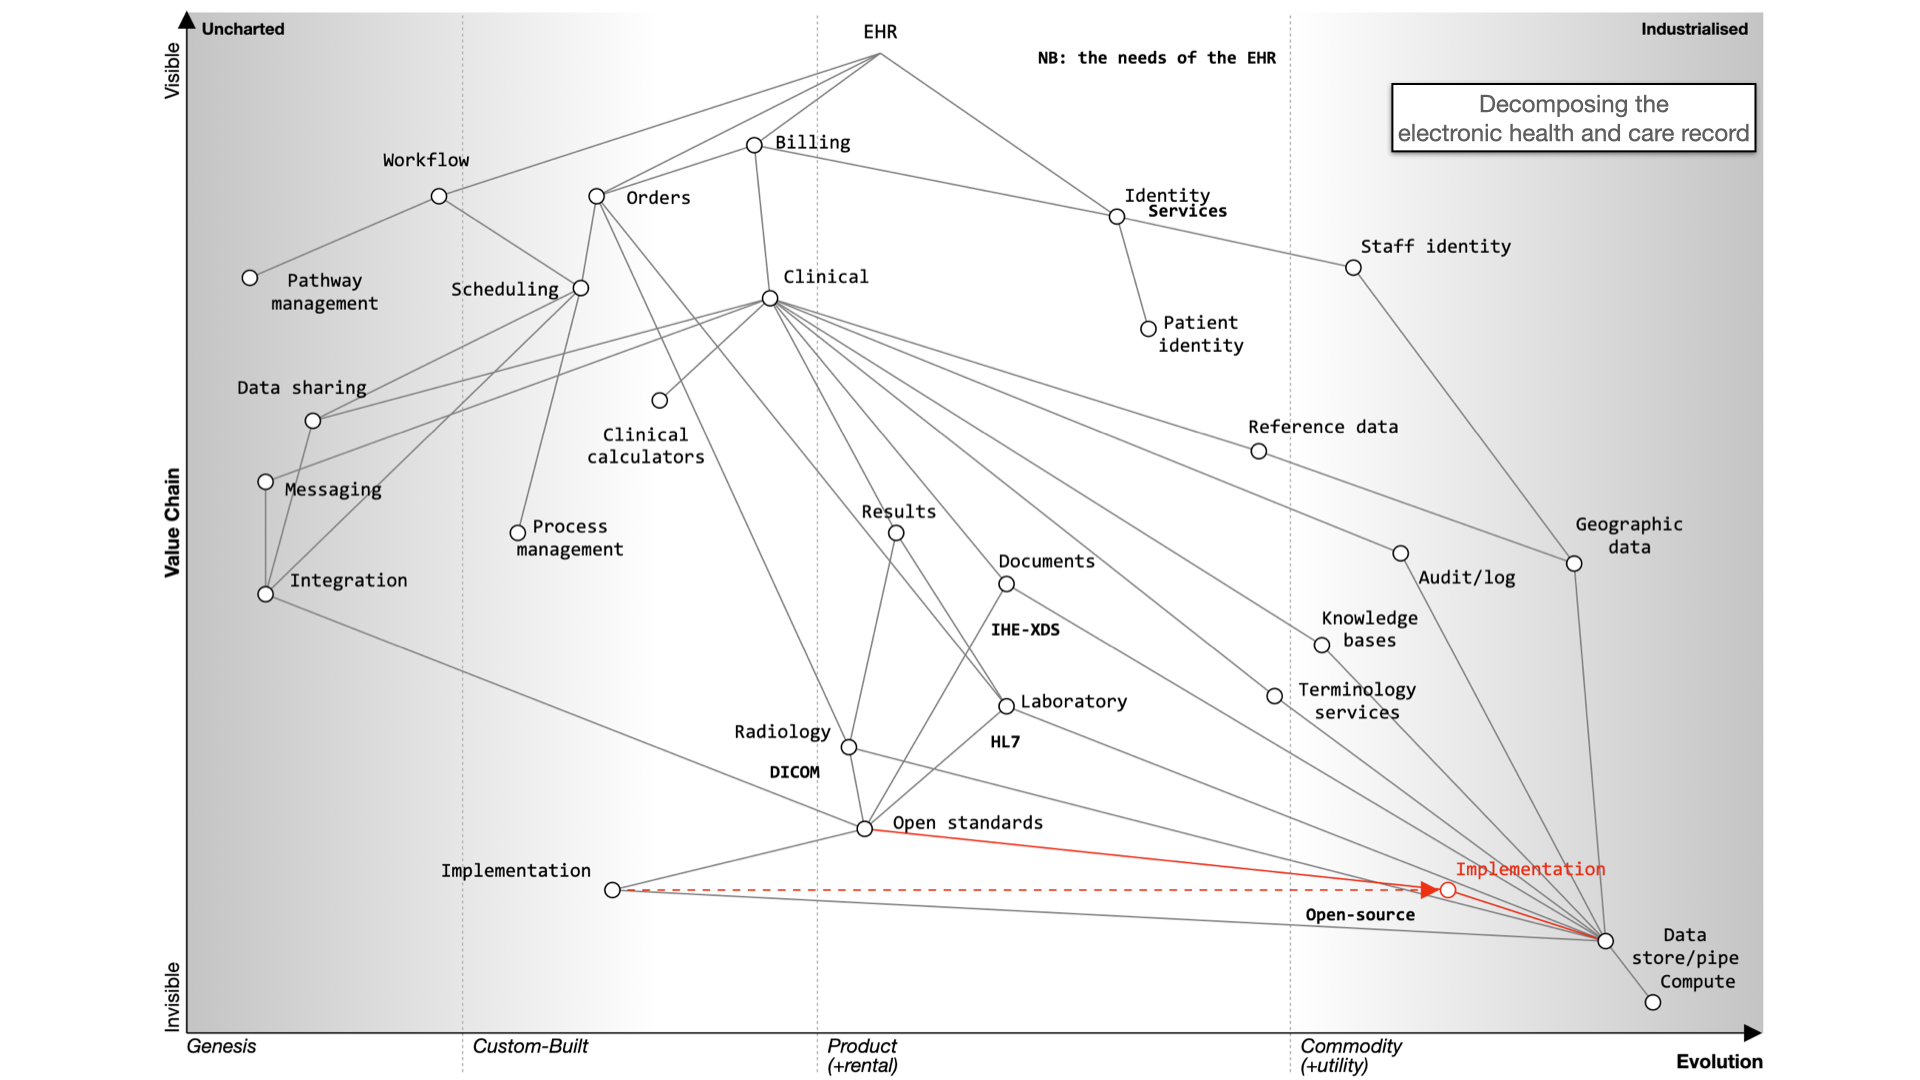 Uncharted
EHR
Industrialised
NB: the needs of the EHR
Visible
Decomposing the
electronic health and care record
Billing
Workflow
Orders
Identity
Services
Staff identity
Pathway
management
Scheduling
Clinical
Patient
identity
Data sharing
Clinical
calculators
Reference data
Messaging
Value Chain
Process
management
Results
Geographic
data
Documents
Audit/log
Integration
IHE-XDS
Knowledge
bases
Terminology
services
Laboratory
Radiology
HL7
DICOM
Open standards
Implementation
Implementation
Open-source
Data
store/pipe
Compute
Invisible
Genesis
Custom-Built
Product
(+rental)
Commodity
(+utility)
Evolution